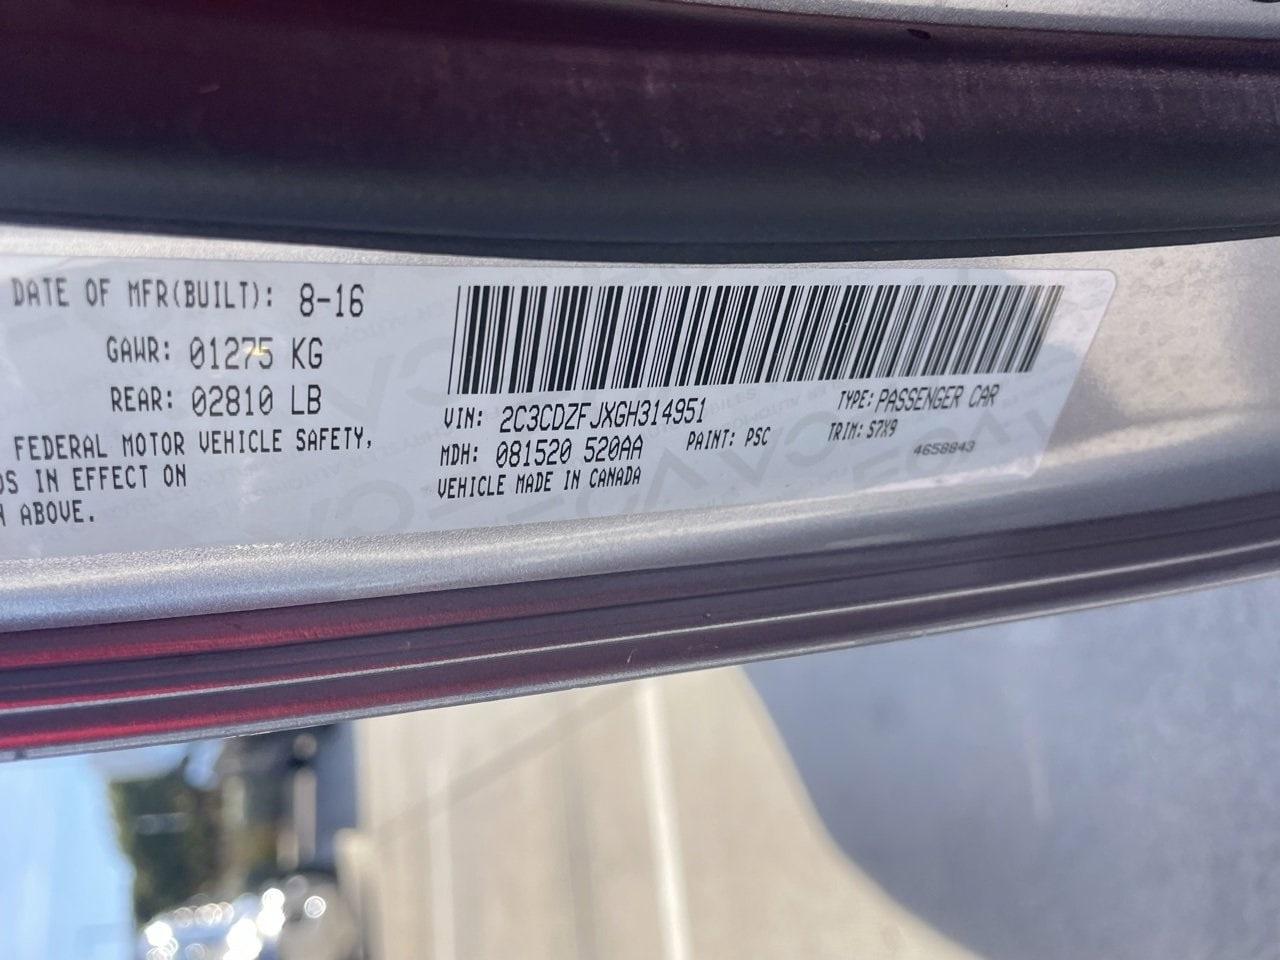 DATE OF MFR(BUILT): 8-16
GAWR: 01275 KG
REAR: 02810 LB
FEDERAL MOTOR VEHICLE SAFETY,
IN EFFECT ON
ABOVE.
VIN: 2C3CDZFJXGH314951
TYPE: PASSENGER CAR
MDH: 081520 520AA
PAINT: PSC
TRIM: S7X9
VEHICLE MADE IN CANADA
4658843